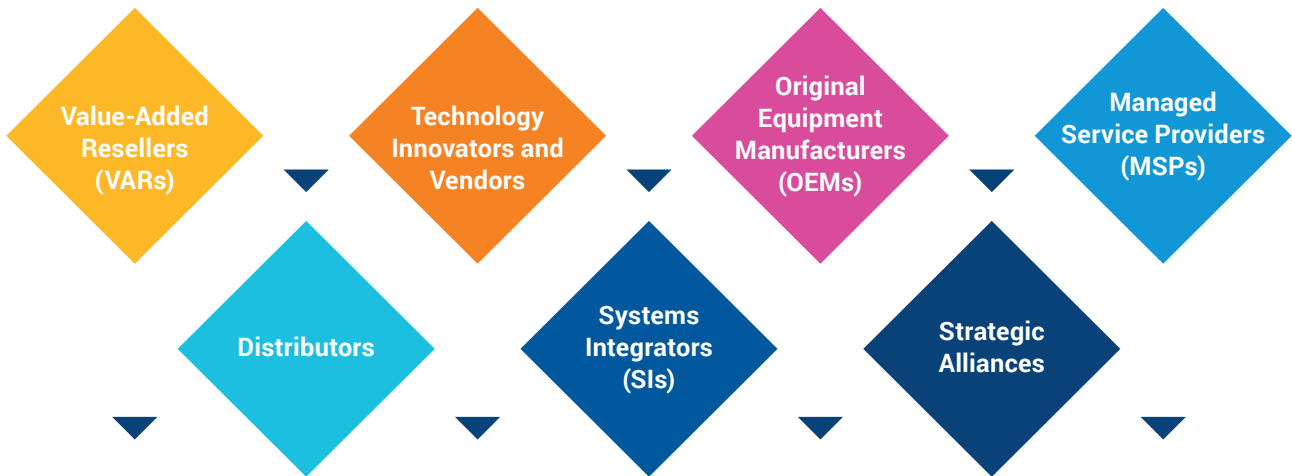 Value-Added
Resellers
(VARs)
Technology
Innovators and
Vendors
Original
Equipment
Manufacturers
(OEMs)
Managed
Service Providers
(MSPs)
Distributors
Systems
Integrators
(SIs)
Strategic
Alliances